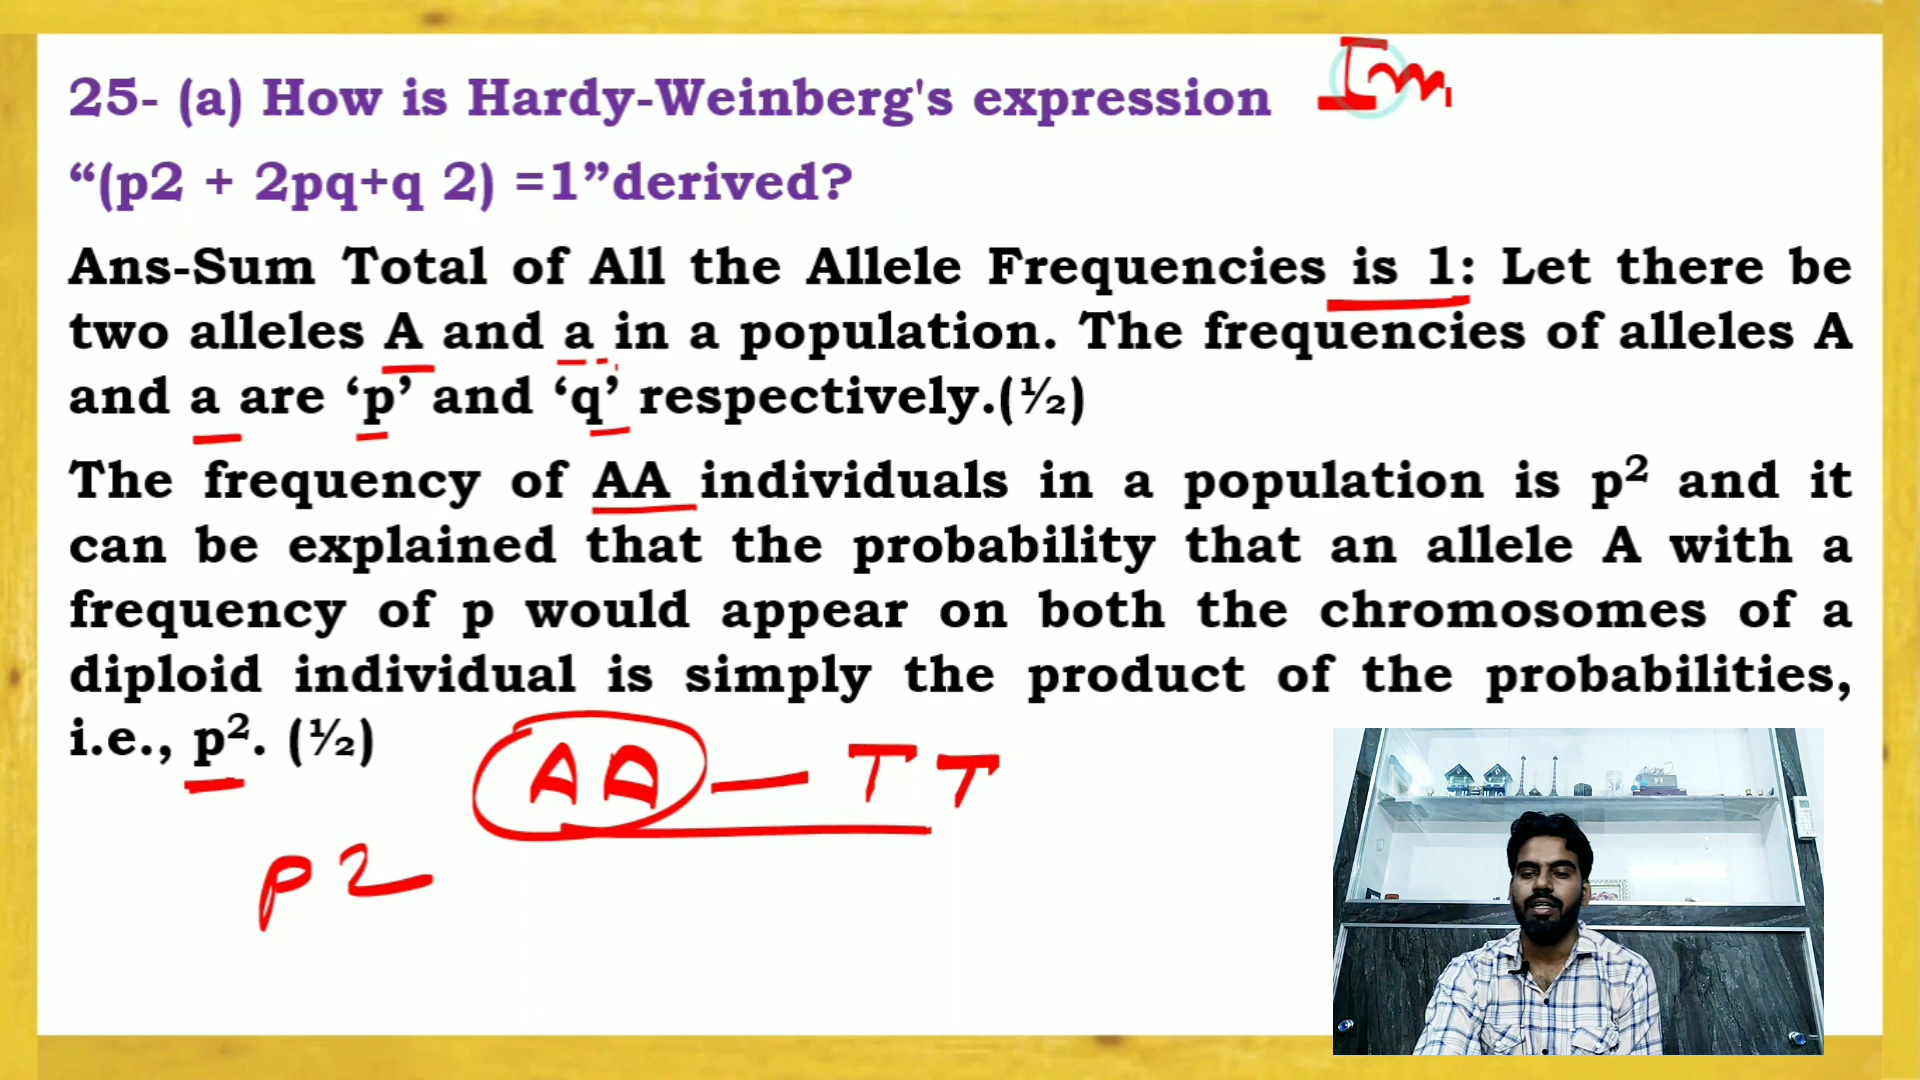 25- (a) How is Hardy-Weinberg's expression Im
“(p2 + 2pq+q 2) =1”derived?
Ans-Sum Total of All the Allele Frequencies is 1: Let there be
two alleles A and a in a population. The frequencies of alleles A
and a are ‘p’ and ‘q’ respectively.(½)
The frequency of AA individuals in a population is p² and it
can be explained that the probability that an allele A with a
frequency of p would appear on both the chromosomes of a
diploid individual is simply the product of the probabilities,
i.e., p². (½)
AA — TT
p2